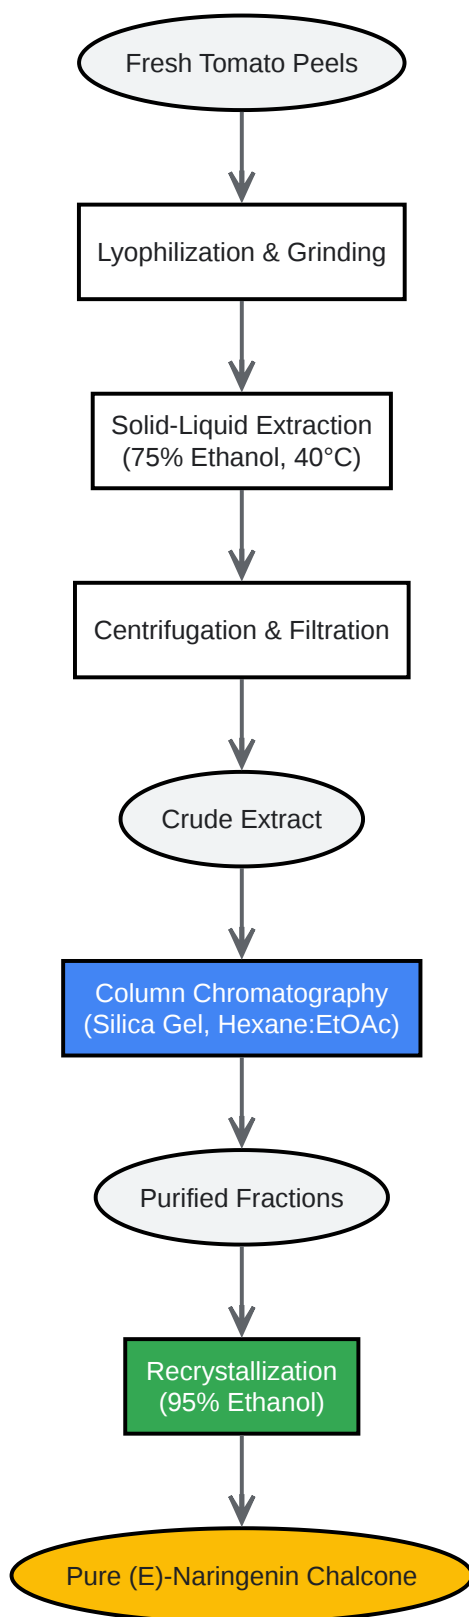 Fresh Tomato Peels
Lyophilization & Grinding
Solid-Liquid Extraction
(75% Ethanol, 40°C)
Centrifugation & Filtration
Crude Extract
Column Chromatography
(Silica Gel, Hexane:EtOAc)
Purified Fractions
Recrystallization
(95% Ethanol)
Pure (E)-Naringenin Chalcone